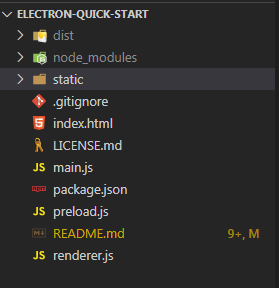 ELECTRON-QUICK-START
dist
node_modules
static
.gitignore
index.html
LICENSE.md
JS main.js
package.json
JS preload.js
README.md 9+, M
JS renderer.js